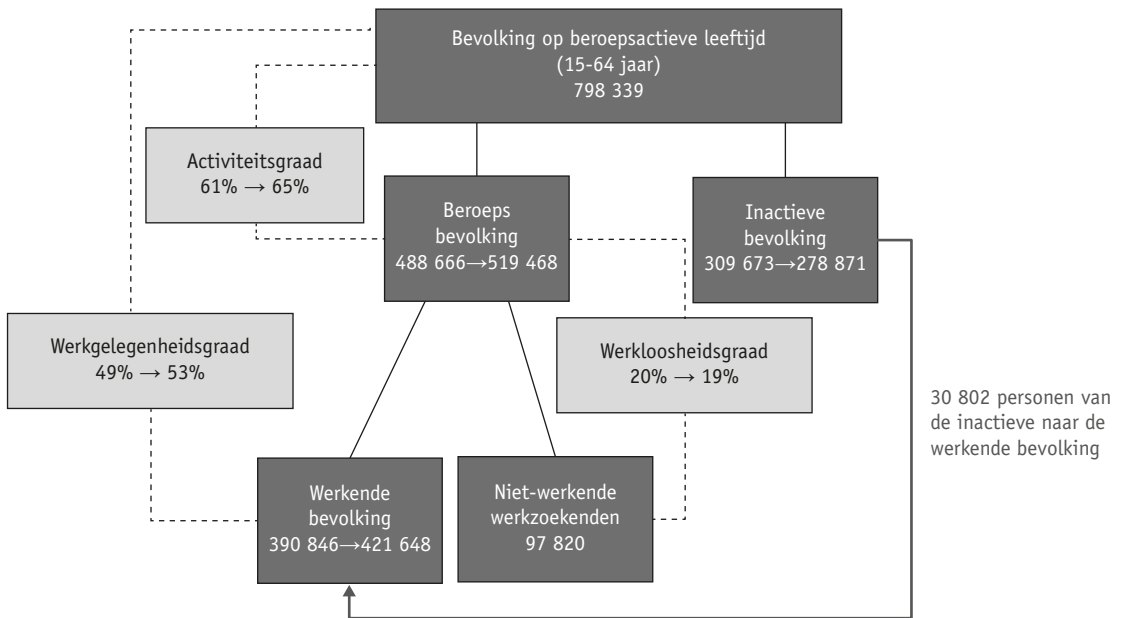 Bevolking op beroepsactieve leeftijd
(15-64 jaar)
798 339
Activiteitsgraad
61% → 65%
Beroeps
bevolking
488 666→519 468
Inactieve
bevolking
309 673→278 871
Werkgelegenheidsgraad
49% → 53%
Werkloosheidsgraad
20% → 19%
30 802 personen van
de inactieve naar de
werkende bevolking
Werkende
bevolking
390 846→421 648
Niet-werkende
werkzoekenden
97 820